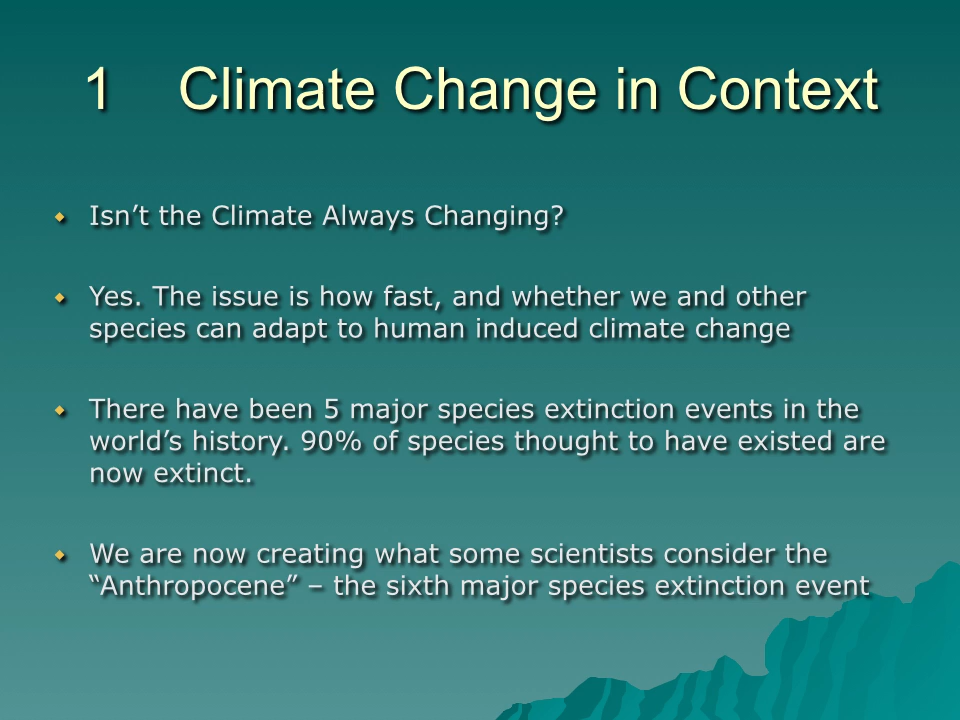 1 Climate Change in Context
Isn’t the Climate Always Changing?
Yes. The issue is how fast, and whether we and other
species can adapt to human induced climate change
There have been 5 major species extinction events in the
world’s history. 90% of species thought to have existed are
now extinct.
We are now creating what some scientists consider the
“Anthropocene” – the sixth major species extinction event